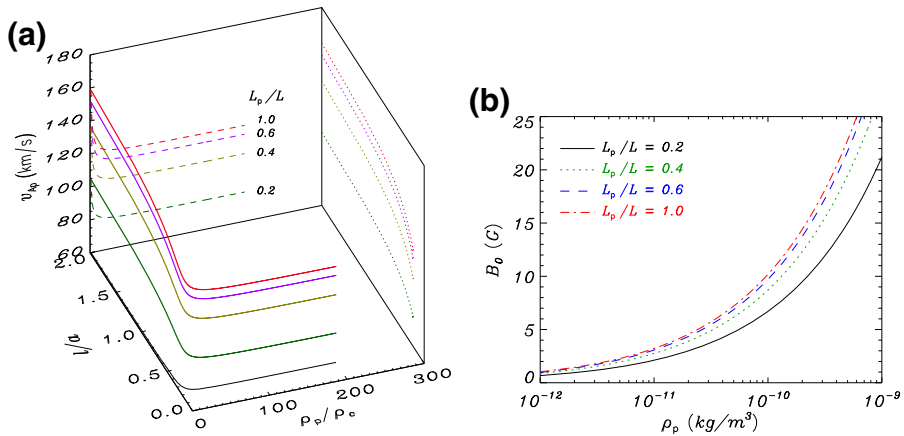 (a)
180
160
140
120
100
80
60
v_Ap (km/s)
L_p/L
1.0
0.6
0.4
0.2
2.0
1.5
1.0
0.5
0.0
l/a
0
100
200
300
ρ_p/ρ_c
(b)
25
20
15
10
5
0
B_0 (G)
L_p/L = 0.2
L_p/L = 0.4
L_p/L = 0.6
L_p/L = 1.0
10^-12
10^-11
10^-10
10^-9
ρ_p (kg/m^3)